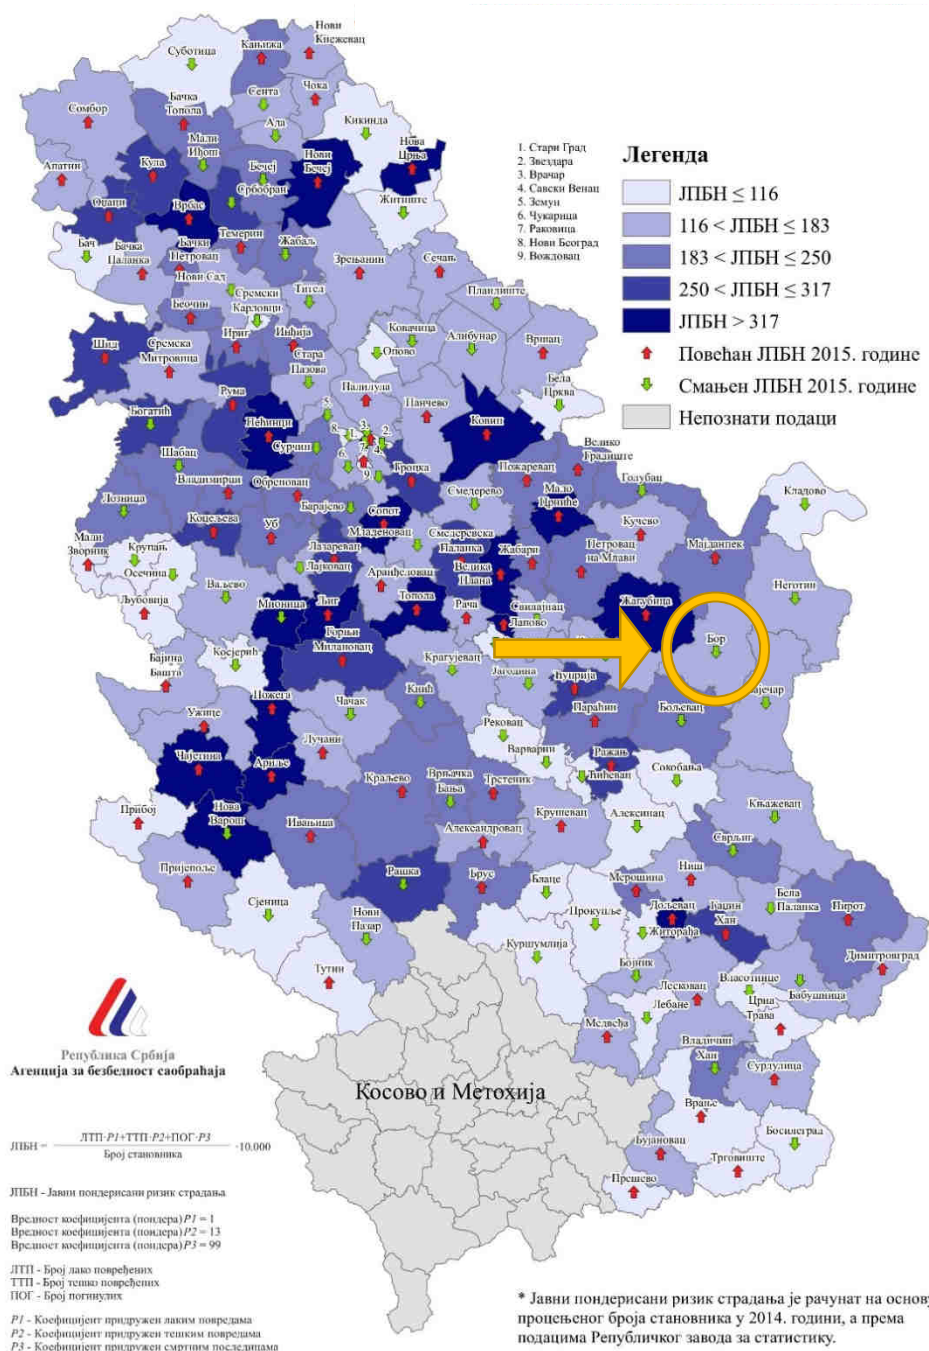 Нови
Кнежевац
Суботица
Кањижа
Сента
Чока
Сомбор
Бачка
Топола
Ада
Кикинда
Мали
Иђош
Нова
Црња
Апатин
Кула
Бечеј
Нови
Бечеј
Србобран
Оџаци
Врбас
Житиште
Бач
Бачка
Паланка
Бачки
Петровац
Темерин
Жабаљ
Зрењанин
Сечањ
Нови Сад
Тител
Пландиште
Беочин
Сремски
Карловци
Ковачица
Алибунар
Шид
Сремска
Митровица
Ириг
Инђија
Опово
Вршац
Стара
Пазова
Бела
Црква
Рума
Палилула
Панчево
Богатић
Пећинци
5.
8.
1.
3.
2.
Ковин
Сурчин
7.
4.
6.
9.
Шабац
Гроцка
Пожаревац
Велико
Градиште
Голубац
Лозница
Владимирци
Обреновац
Барајево
Сопот
Смедерево
Мало
Црниће
Кладово
Коцељева
Уб
Младеновац
Кучево
Мали
Зворник
Крупањ
Лазаревац
Смедеревска
Паланка
Жабари
Петровац
на Млави
Мајданпек
Осечина
Лајковац
Аранђеловац
Велика
Плана
Љубовија
Ваљево
Мионица
Љиг
Топола
Рача
Свилајнац
Жагубица
Неготин
Лапово
Косјерић
Горњи
Милановац
Бор
Бајина
Башта
Крагујевац
Јагодина
Ћуприја
Пожега
Чачак
Кнић
Параћин
Бољевац
Ужице
Лучани
Рековац
Чајетина
Ариље
Варварин
Ражањ
Краљево
Врњачка
Бања
Трстеник
Ћићевац
Сокобања
Прибој
Нова
Варош
Ивањица
Књажевац
Александровац
Крушевац
Алексинац
Сврљиг
Пријепоље
Рашка
Брус
Блаце
Мерошина
Ниш
Бела
Паланка
Сјеница
Прокупље
Дољевац
Гаџин
Хан
Пирот
Нови
Пазар
Житорађа
Куршумлија
Тутин
Бојник
Димитровград
Лесковац
Власотинце
Бабушница
Лебане
Црна
Трава
Медвеђа
Владичин
Хан
Сурдулица
Врање
Босилеград
Бујановац
Трговиште
Прешево
Косово и Метохија
1. Стари Град
2. Звездара
3. Врачар
4. Савски Венац
5. Земун
6. Чукарица
7. Раковица
8. Нови Београд
9. Вождовац
Легенда
ЈПБН ≤ 116
116 < ЈПБН ≤ 183
183 < ЈПБН ≤ 250
250 < ЈПБН ≤ 317
ЈПБН > 317
Повећан ЈПБН 2015. године
Смањен ЈПБН 2015. године
Непознати подаци
Република Србија
Агенција за безбедност саобраћаја
ЈПБН = ЛТП·P1+ТТП·P2+ПОГ·P3 ·10.000
Број становника
ЈПБН - Јавни пондерисани ризик страдања
Вредност коефицијента (пондера) P1 = 1
Вредност коефицијента (пондера) P2 = 13
Вредност коефицијента (пондера) P3 = 99
ЛТП - Број лако повређених
ТТП - Број тешко повређених
ПОГ - Број погинулих
P1 - Коефицијент придружен лаким повредама
P2 - Коефицијент придружен тешким повредама
P3 - Коефицијент придружен смртним последицама
* Јавни пондерисани ризик страдања је рачунат на основу
процењеног броја становника у 2014. години, а према
подацима Републичког завода за статистику.